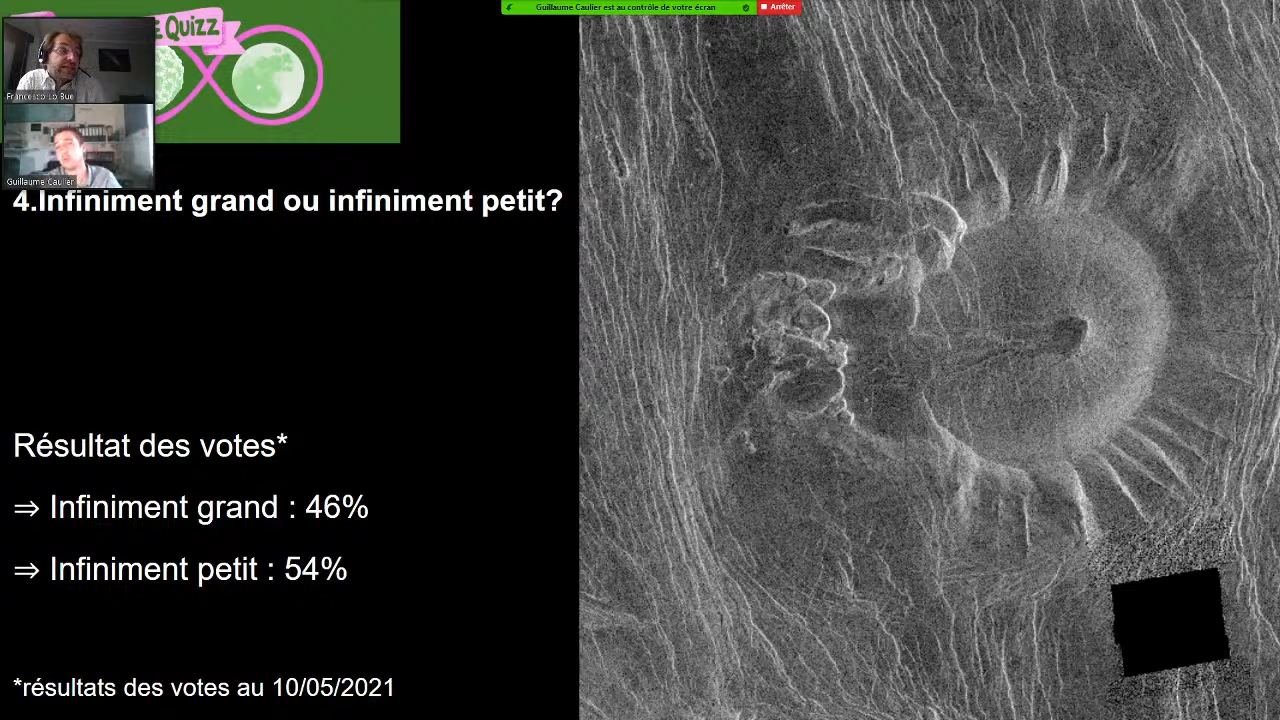 Guillaume Caulier est au contrôle de votre écran
Arrêter
E Quizz
Francesco Lo Bue
Guillaume Caulier
4.Infiniment grand ou infiniment petit?
Résultat des votes*
⇒ Infiniment grand : 46%
⇒ Infiniment petit : 54%
*résultats des votes au 10/05/2021